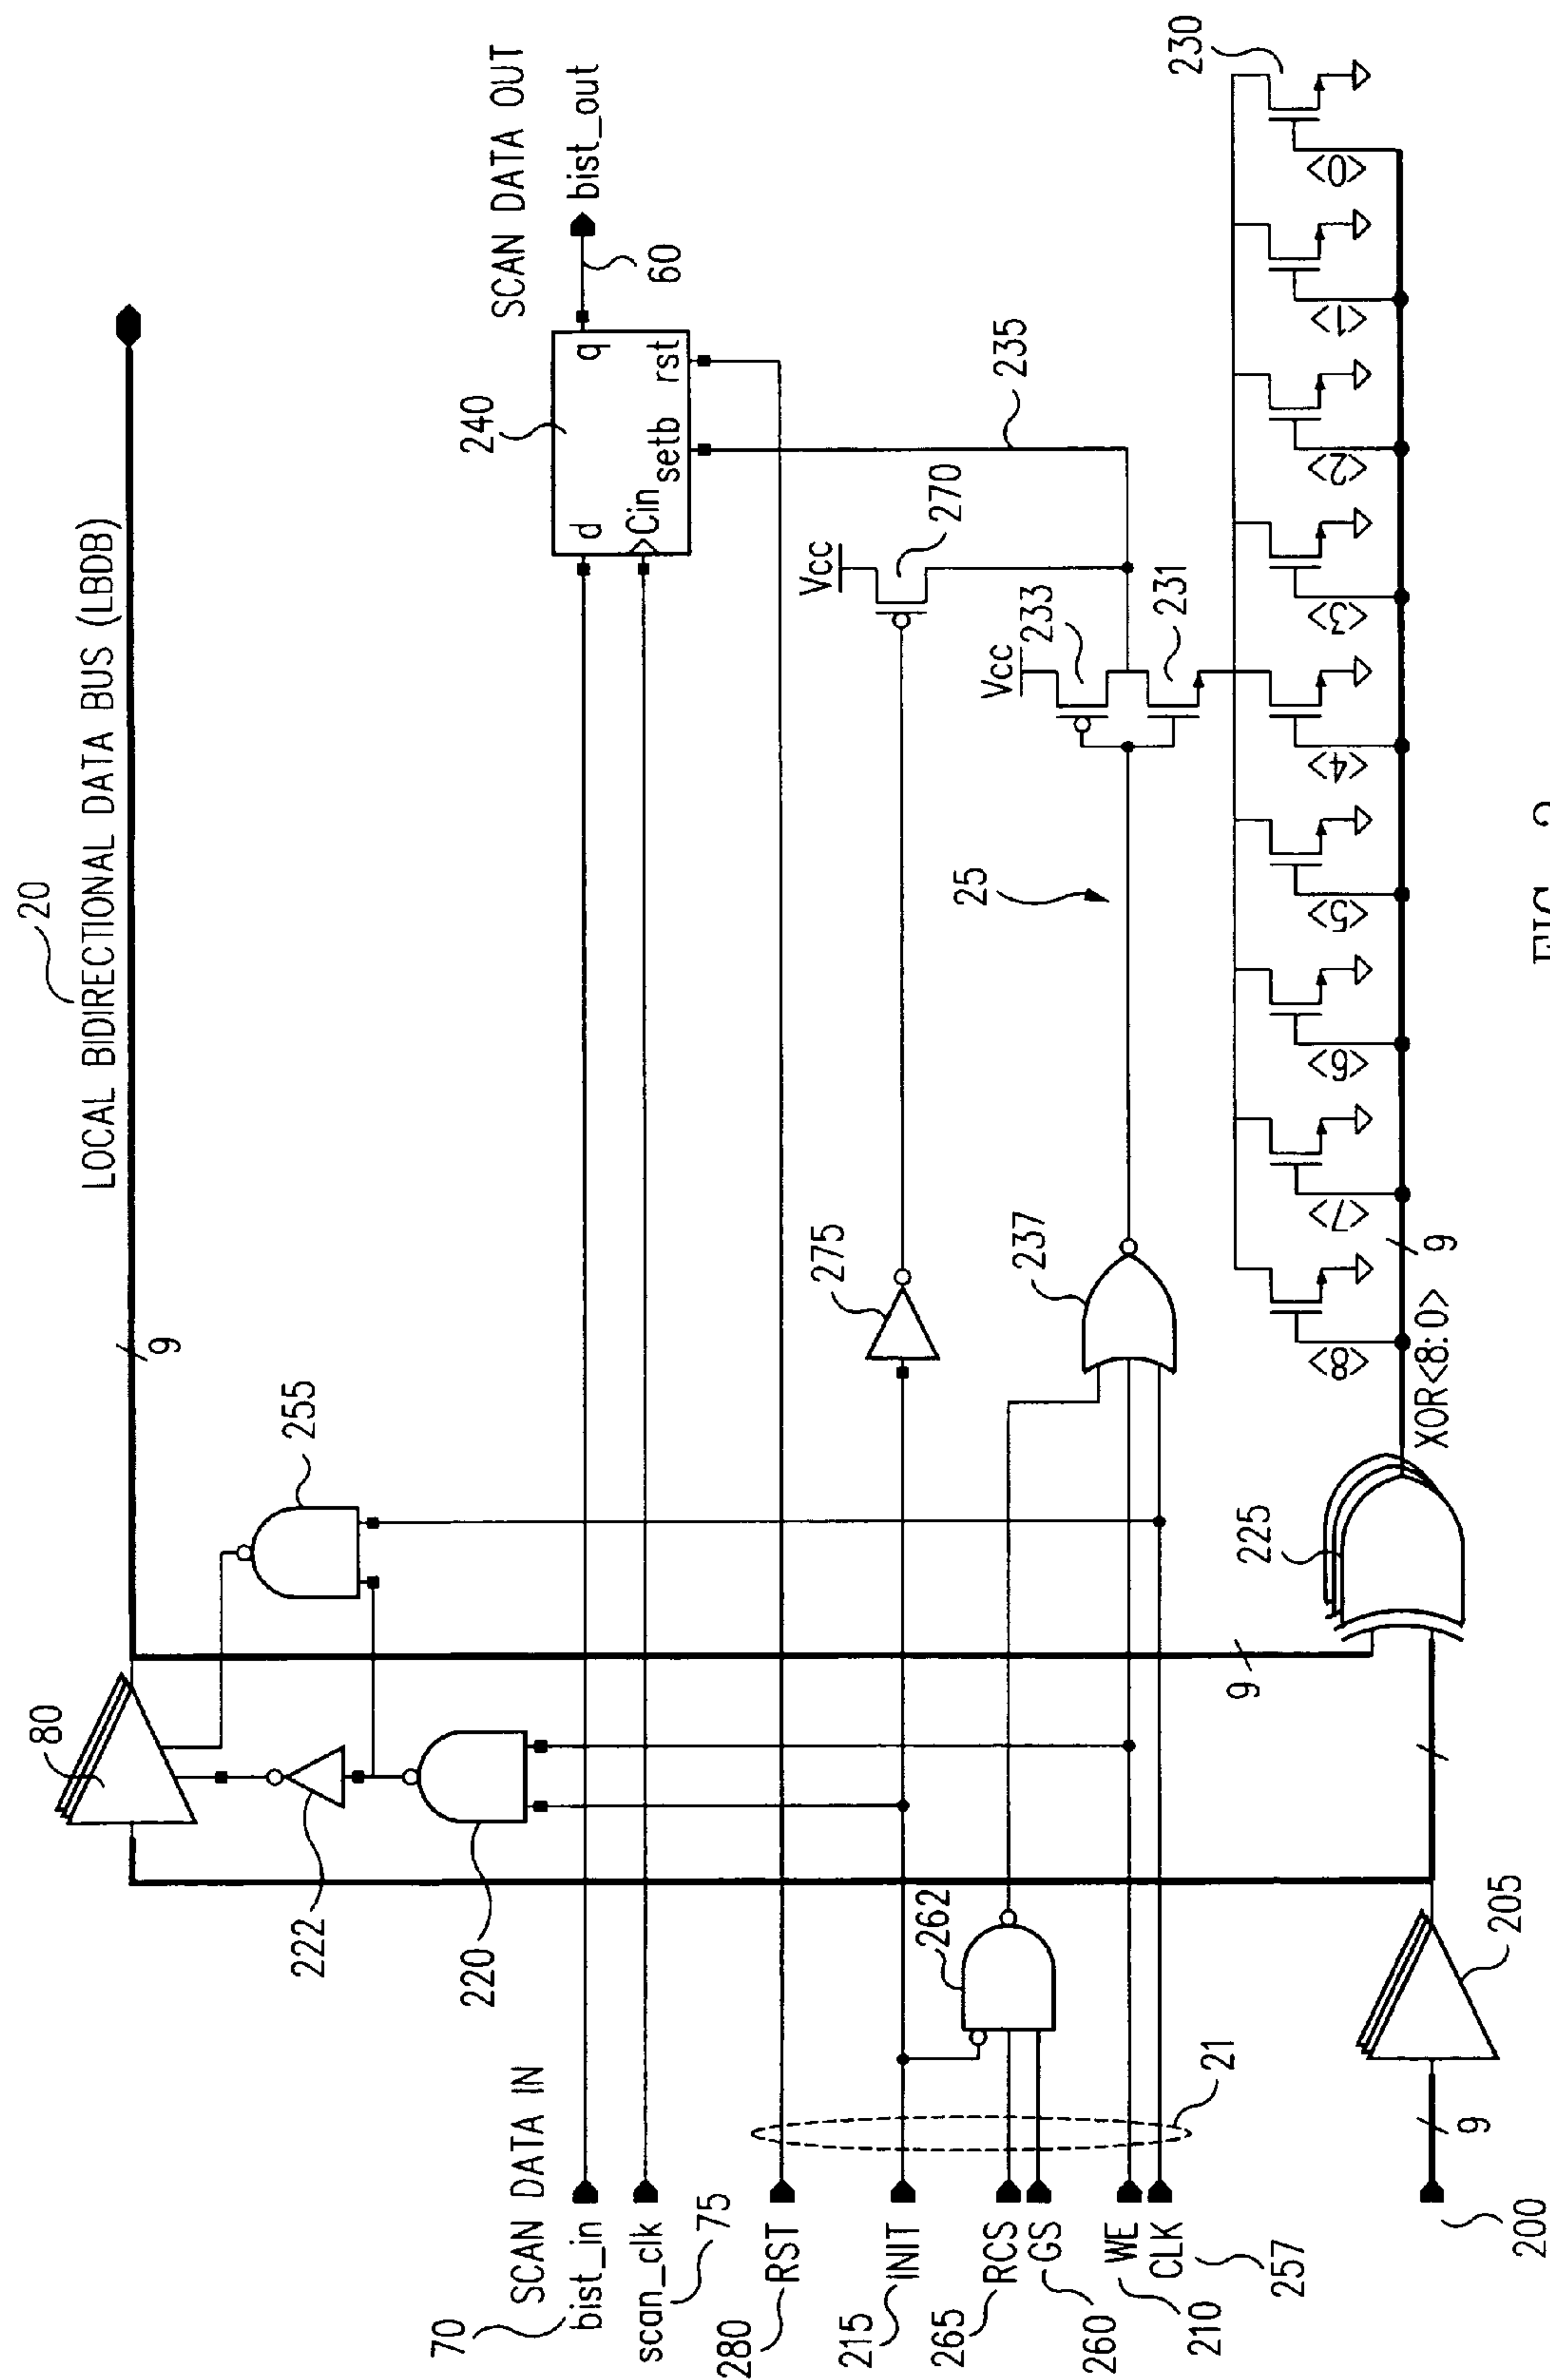 20
LOCAL BIDIRECTIONAL DATA BUS (LBDB)
9
80
255
222
220
SCAN DATA IN
70
bist_in
scan_clk
75
SCAN DATA OUT
bist_out
60
240
d
q
Cin
setb
rst
280
RST
215
INIT
265
RCS
260
GS
210
WE
257
CLK
21
262
275
237
25
Vcc
270
Vcc
233
231
235
9
225
XOR<8:0>
9
<8>
<7>
<6>
<5>
<4>
<3>
<2>
<1>
<0>
230
200
9
205